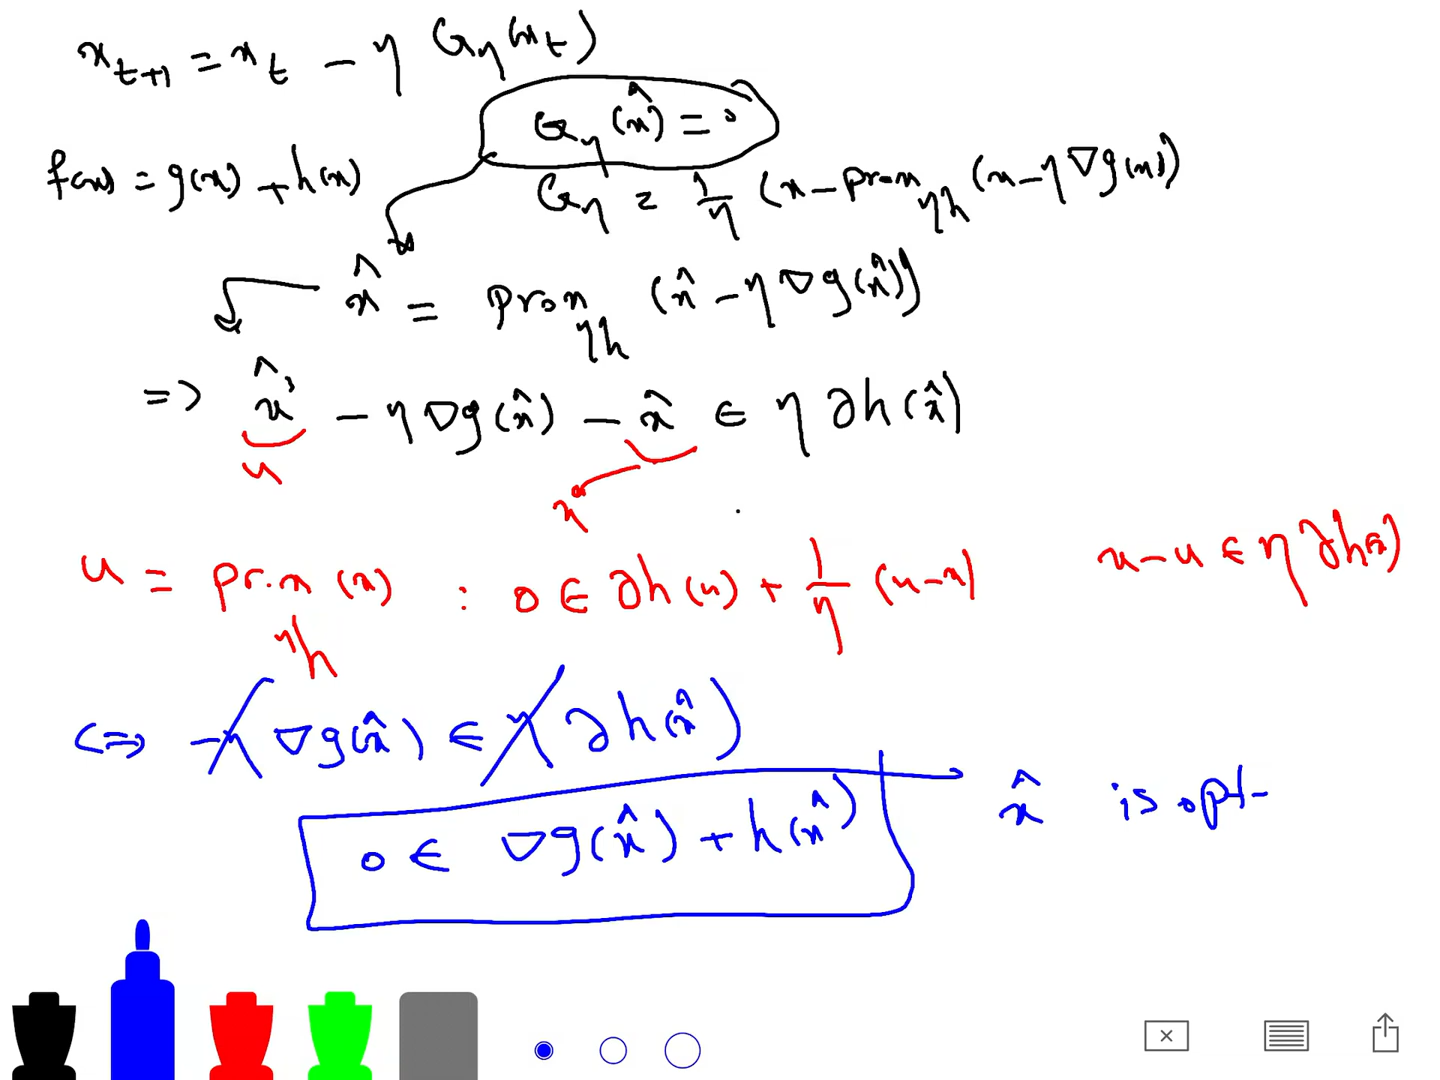 x_{t+1} = x_t - η G_η(x_t)
G_η(x̂) = 0
f(x) = g(x) + h(x)
G_η = 1/η (x - prox_{ηh}(x - η∇g(x))
x̂ = prox_{ηh}(x̂ - η∇g(x̂))
=> x̂ - η∇g(x̂) - x̂ ∈ η ∂h(x̂)
u
x
u = prox_{ηh}(x) : 0 ∈ ∂h(u) + 1/η (u-x)
x-u ∈ η ∂h(x)
<=> -η ∇g(x̂) ∈ η ∂h(x̂)
0 ∈ ∇g(x̂) + h(x̂)
x̂ is opt-